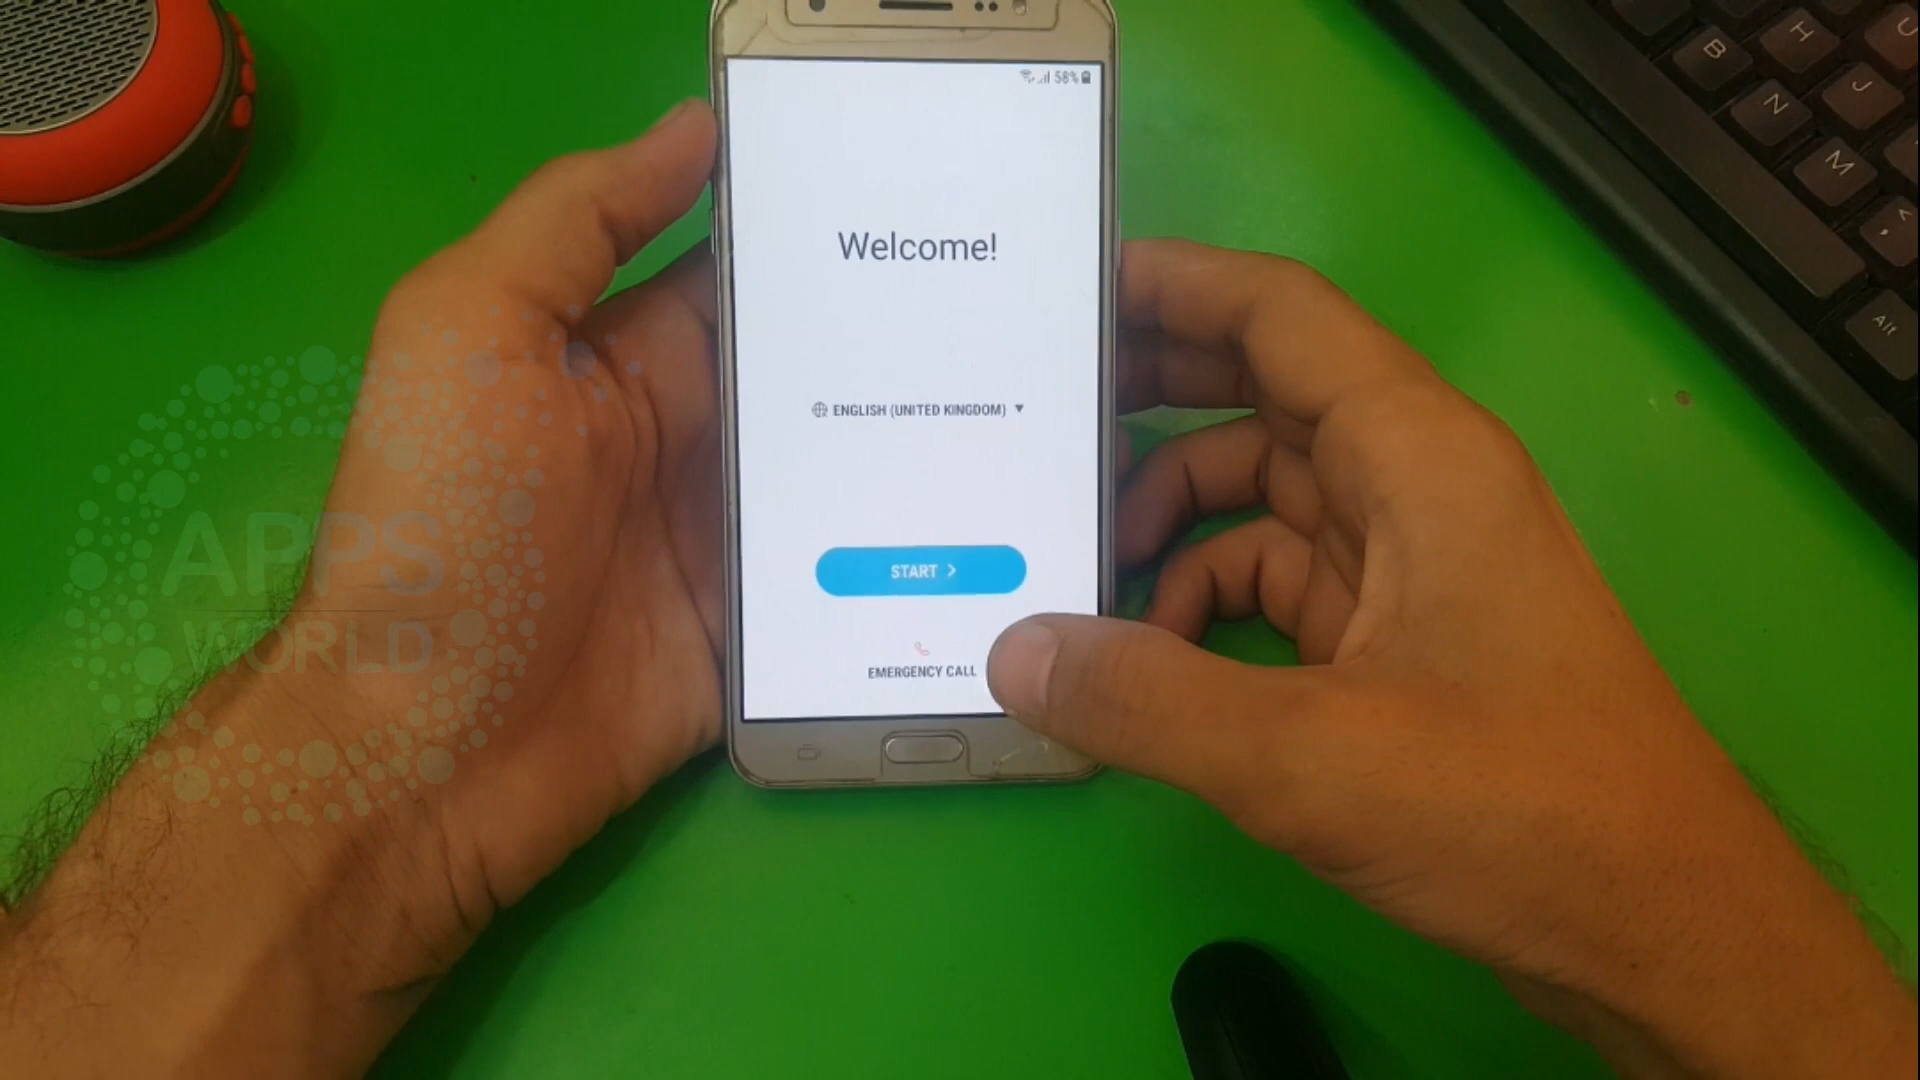 58%
Welcome!
ENGLISH (UNITED KINGDOM) ▼
START >
EMERGENCY CALL
APPS
WORLD
B
H
N
J
M
<
,
Alt